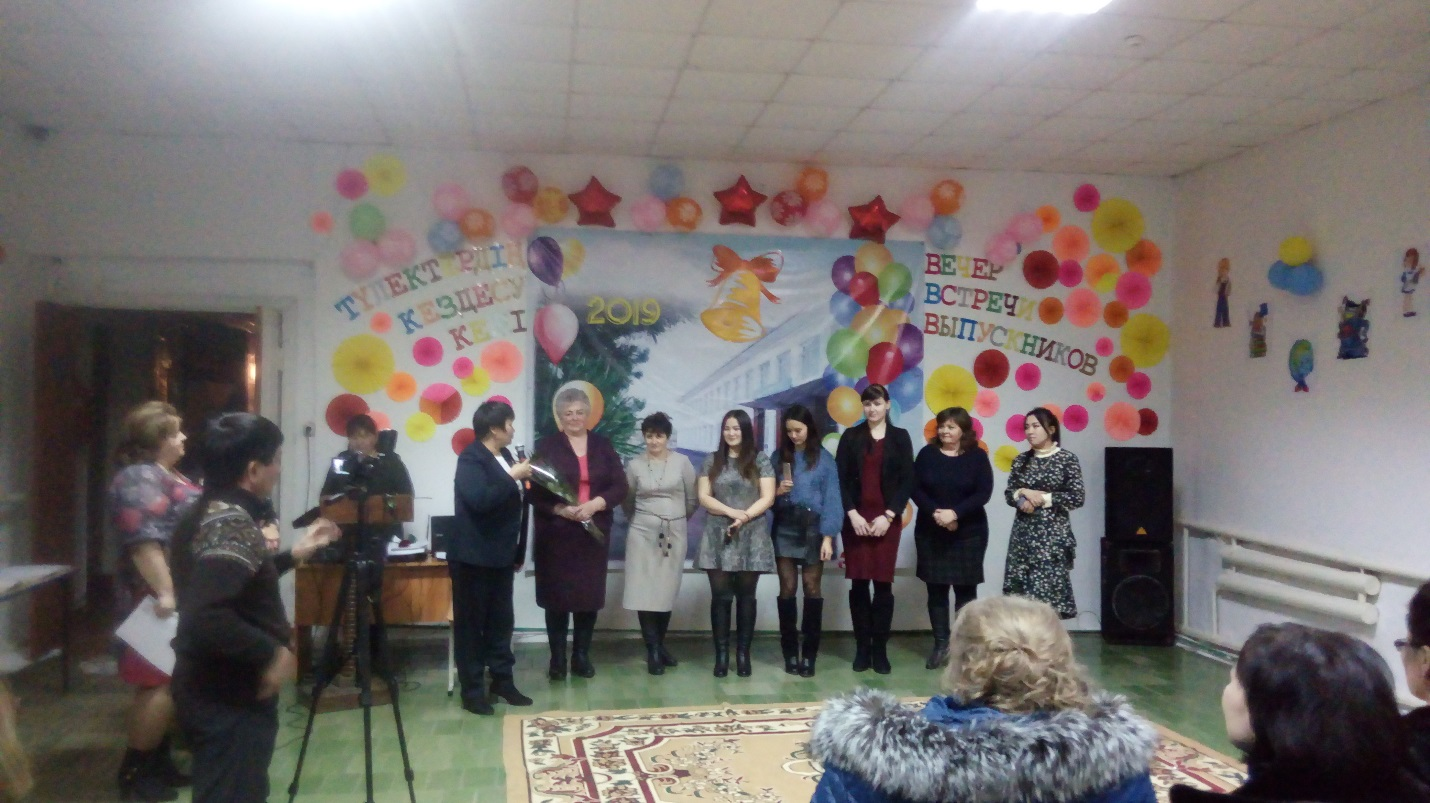 ТҮЛЕКТЕРДІҢ
КЕЗДЕСУ
КЕШІ
2019
ВЕЧЕР
ВСТРЕЧИ
ВЫПУСКНИКОВ